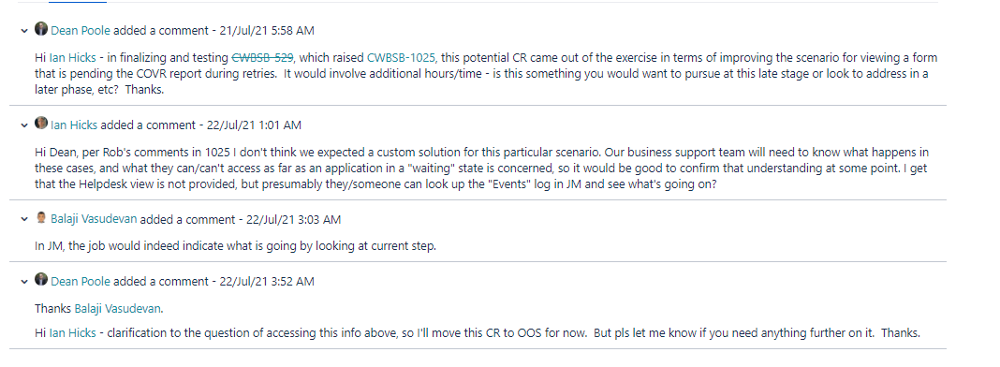 Dean Poole added a comment - 21/Jul/21 5:58 AM
Hi Ian Hicks - in finalizing and testing CWBSB-529, which raised CWBSB-1025, this potential CR came out of the exercise in terms of improving the scenario for viewing a form
that is pending the COVR report during retries.  It would involve additional hours/time - is this something you would want to pursue at this late stage or look to address in a
later phase, etc?  Thanks.
Ian Hicks added a comment - 22/Jul/21 1:01 AM
Hi Dean, per Rob's comments in 1025 I don't think we expected a custom solution for this particular scenario. Our business support team will need to know what happens in
these cases, and what they can/can't access as far as an application in a "waiting" state is concerned, so it would be good to confirm that understanding at some point. I get
that the Helpdesk view is not provided, but presumably they/someone can look up the "Events" log in JM and see what's going on?
Balaji Vasudevan added a comment - 22/Jul/21 3:03 AM
In JM, the job would indeed indicate what is going by looking at current step.
Dean Poole added a comment - 22/Jul/21 3:52 AM
Thanks Balaji Vasudevan.
Hi Ian Hicks - clarification to the question of accessing this info above, so I'll move this CR to OOS for now.  But pls let me know if you need anything further on it.  Thanks.